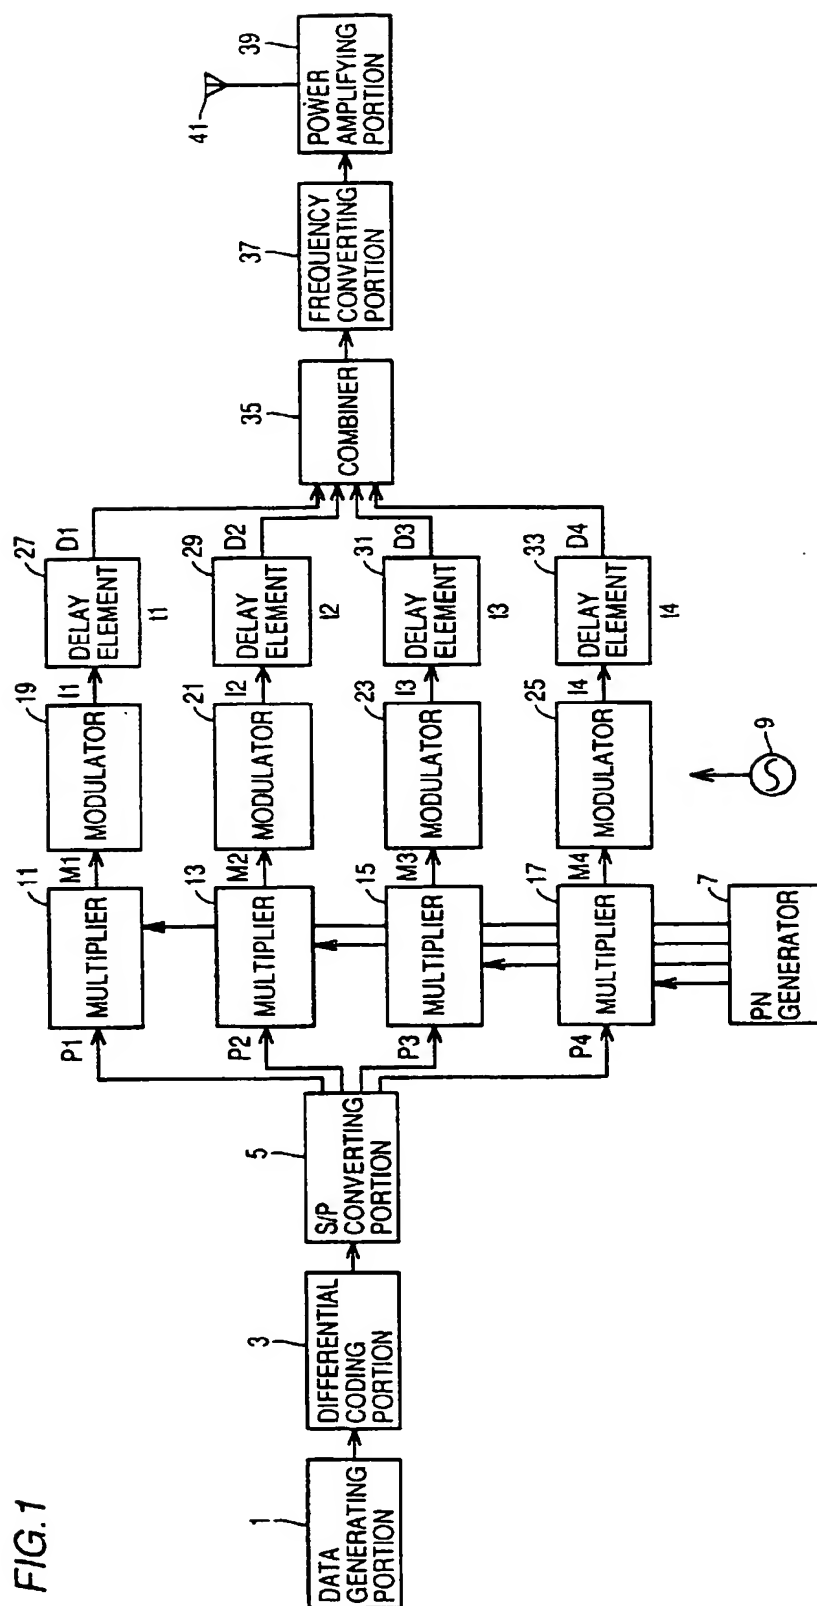 FIG.1
1
DATA
GENERATING
PORTION
3
DIFFERENTIAL
CODING
PORTION
5
S/P
CONVERTING
PORTION
P1
P2
P3
P4
11
MULTIPLIER
13
MULTIPLIER
15
MULTIPLIER
17
MULTIPLIER
7
PN
GENERATOR
M1
M2
M3
M4
19
MODULATOR
21
MODULATOR
23
MODULATOR
25
MODULATOR
9
I1
I2
I3
I4
27
DELAY
ELEMENT
t1
29
DELAY
ELEMENT
t2
31
DELAY
ELEMENT
t3
33
DELAY
ELEMENT
t4
D1
D2
D3
D4
35
COMBINER
37
FREQUENCY
CONVERTING
PORTION
39
POWER
AMPLIFYING
PORTION
41